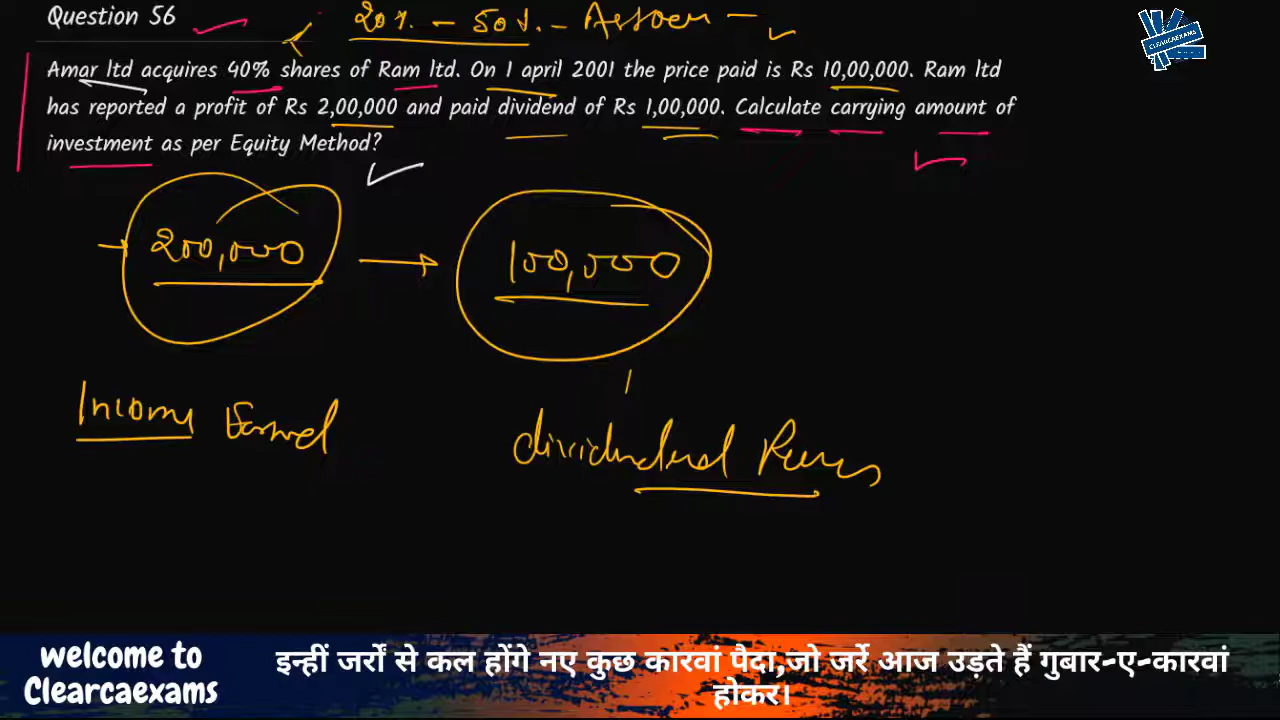 Question 56
20%. - 50%. -
CLEARCAEXAMS
Amar ltd acquires 40% shares of Ram ltd. On 1 april 2001 the price paid is Rs 10,00,000. Ram ltd
has reported a profit of Rs 2,00,000 and paid dividend of Rs 1,00,000. Calculate carrying amount of
investment as per Equity Method?
200,000
100,000
Income Earned
welcome to
Clearcaexams
इन्हीं जर्रों से कल होंगे नए कुछ कारवां पैदा,जो जर्रे आज उड़ते हैं गुबार-ए-कारवां
होकर।